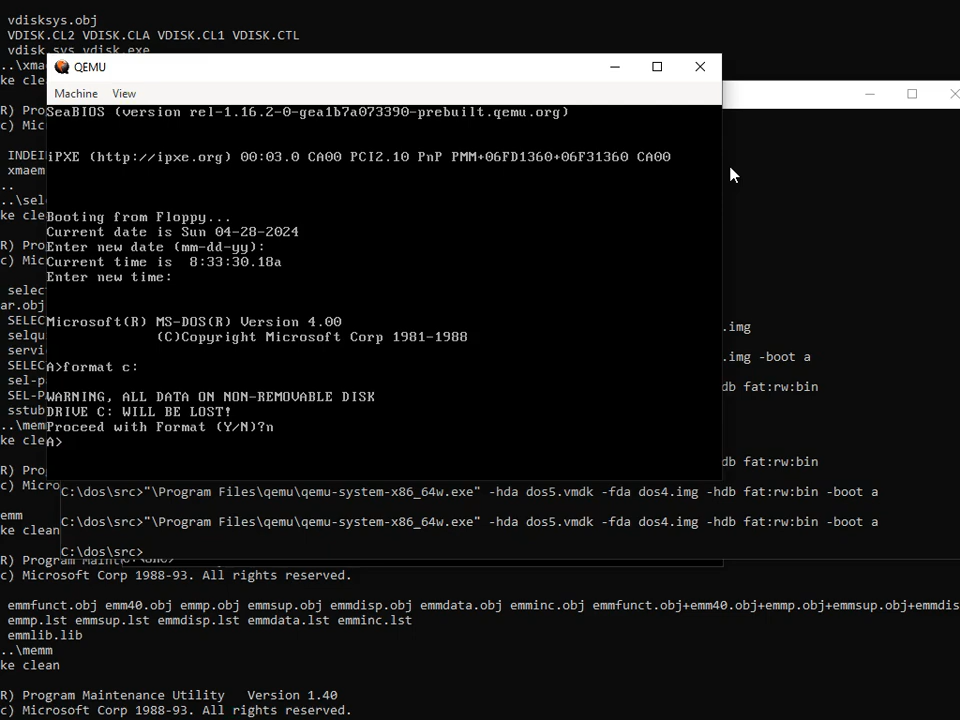 vdisksys.obj
VDISK.CL2 VDISK.CLA VDISK.CL1 VDISK.CTL
vdisk.sys vdisk.exe
..\xma
ke cle
R) Pro
c) Mic
INDEI
xmaem
..
..\sel
ke cle
R) Pro
c) Mic
select
ar.obj
SELEC
selqu
servi
SELEC
sel-p
SEL-P
sstub
..\mem
ke cle
R) Pro
c) Micro
emm
ke clean
QEMU
Machine View
SeaBIOS (version rel-1.16.2-0-gea1b7a073390-prebuilt.qemu.org)
iPXE (http://ipxe.org) 00:03.0 CA00 PCI2.10 PnP PMM+06FD1360+06F31360 CA00
Booting from Floppy...
Current date is Sun 04-28-2024
Enter new date (mm-dd-yy):
Current time is  8:33:30.18a
Enter new time:
Microsoft(R) MS-DOS(R) Version 4.00
(C)Copyright Microsoft Corp 1981-1988
A>format c:
WARNING, ALL DATA ON NON-REMOVABLE DISK
DRIVE C: WILL BE LOST!
Proceed with Format (Y/N)?n
A>
.img
.img -boot a
db fat:rw:bin
db fat:rw:bin
C:\dos\src>"\Program Files\qemu\qemu-system-x86_64w.exe" -hda dos5.vmdk -fda dos4.img -hdb fat:rw:bin -boot a
C:\dos\src>"\Program Files\qemu\qemu-system-x86_64w.exe" -hda dos5.vmdk -fda dos4.img -hdb fat:rw:bin -boot a
C:\dos\src>
R) Program Maint
c) Microsoft Corp 1988-93. All rights reserved.
emmfunct.obj emm40.obj emmp.obj emmsup.obj emmdisp.obj emmdata.obj emminc.obj emmfunct.obj+emm40.obj+emmp.obj+emmsup.obj+emmdis
emmp.lst emmsup.lst emmdisp.lst emmdata.lst emminc.lst
emmlib.lib
..\memm
ke clean
R) Program Maintenance Utility   Version 1.40
c) Microsoft Corp 1988-93. All rights reserved.